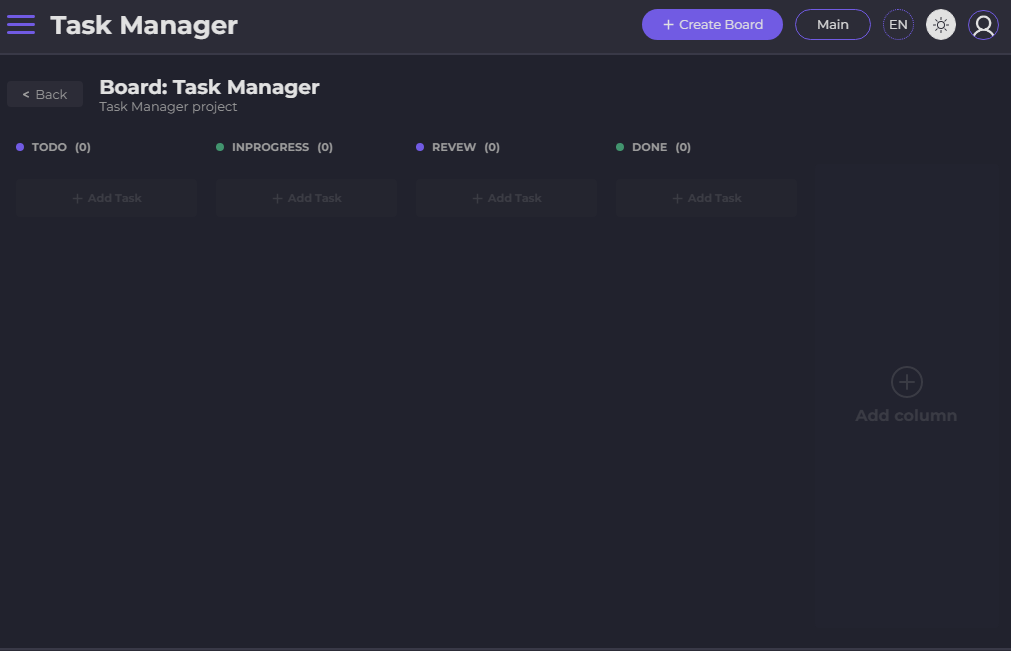 Task Manager
+ Create Board
Main
EN
< Back
Board: Task Manager
Task Manager project
TODO (0)
INPROGRESS (0)
REVEW (0)
DONE (0)
+ Add Task
+ Add Task
+ Add Task
+ Add Task
Add column